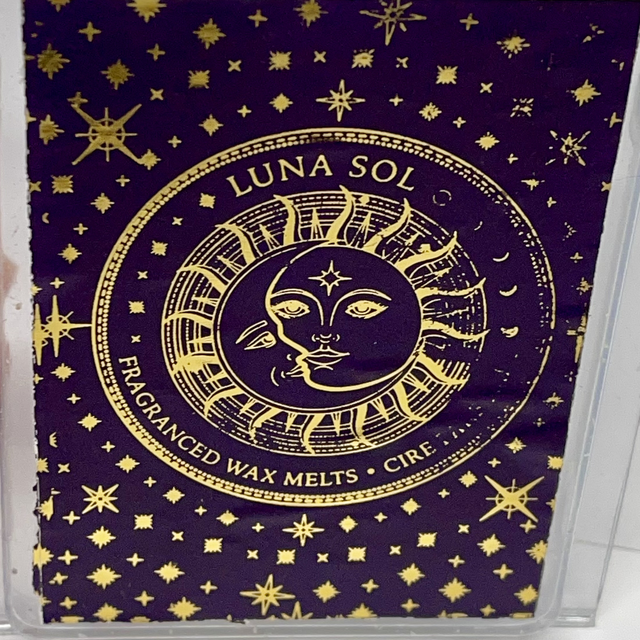 LUNA SOL
FRAGRANCED WAX MELTS • CIRE